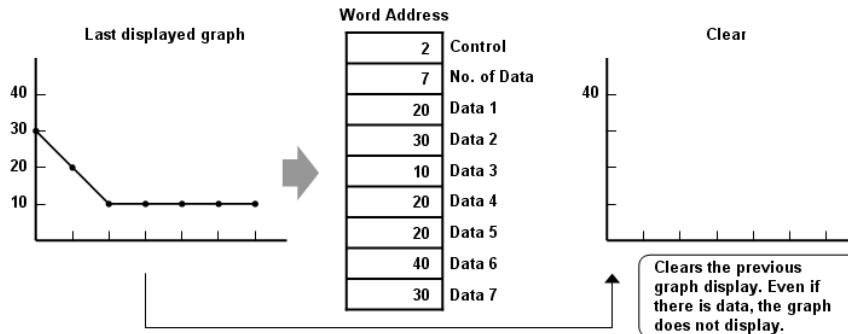 Last displayed graph
40
30
20
10
Word Address
2 Control
7 No. of Data
20 Data 1
30 Data 2
10 Data 3
20 Data 4
20 Data 5
40 Data 6
30 Data 7
Clear
40
Clears the previous
graph display. Even if
there is data, the graph
does not display.